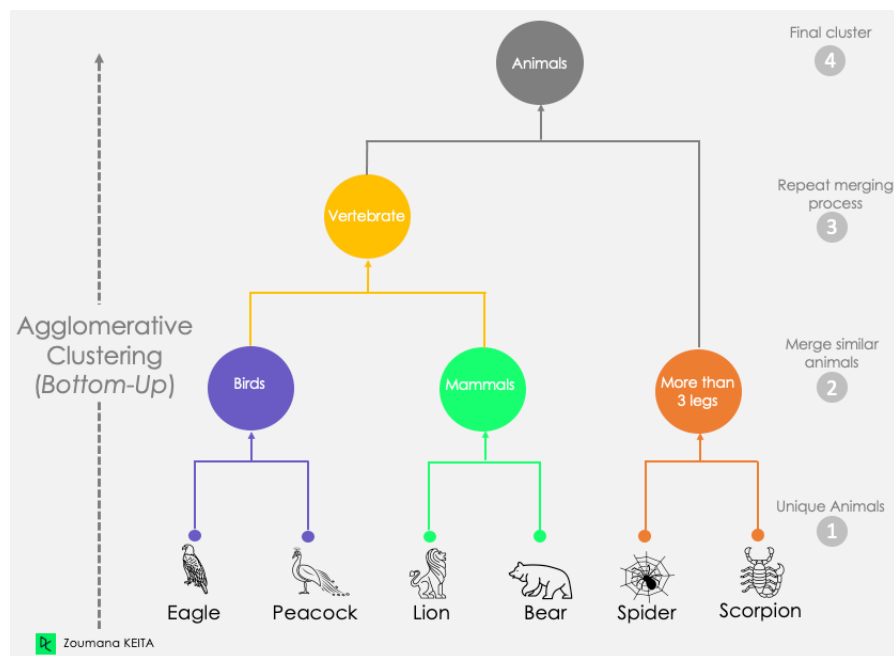 Final cluster
4
Animals
Repeat merging
process
3
Vertebrate
Agglomerative
Clustering
(Bottom-Up)
Merge similar
animals
2
Birds
Mammals
More than
3 legs
Unique Animals
1
Eagle
Peacock
Lion
Bear
Spider
Scorpion
Zoumana KEITA